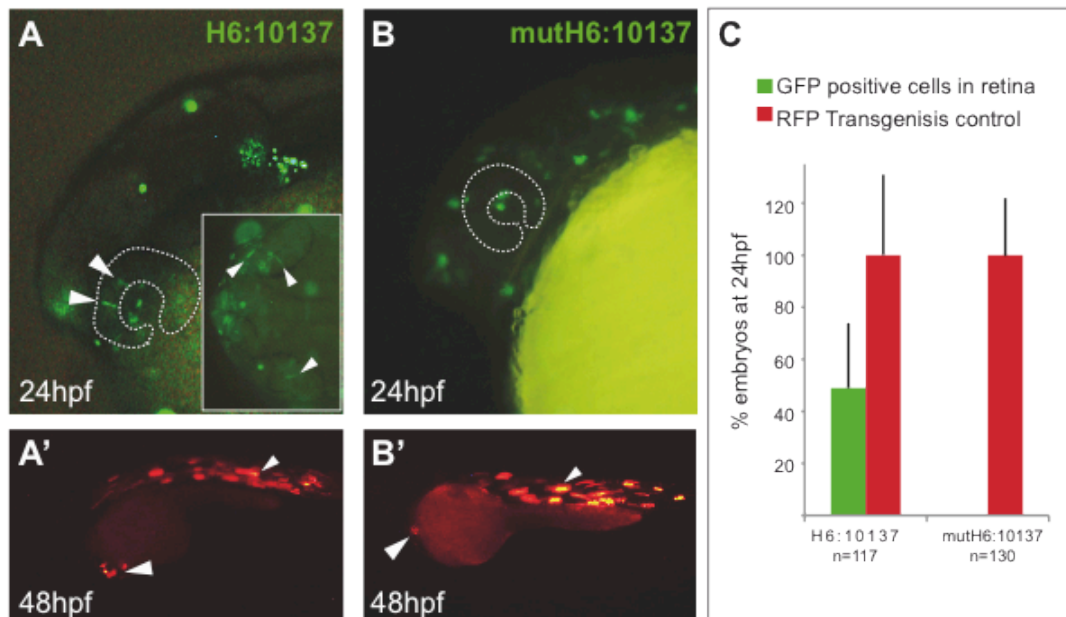 A
H6:10137
24hpf
B
mutH6:10137
24hpf
A'
48hpf
B'
48hpf
C
GFP positive cells in retina
RFP Transgenisis control
% embryos at 24hpf
120
100
80
60
40
20
H6:10137
n=117
mutH6:10137
n=130